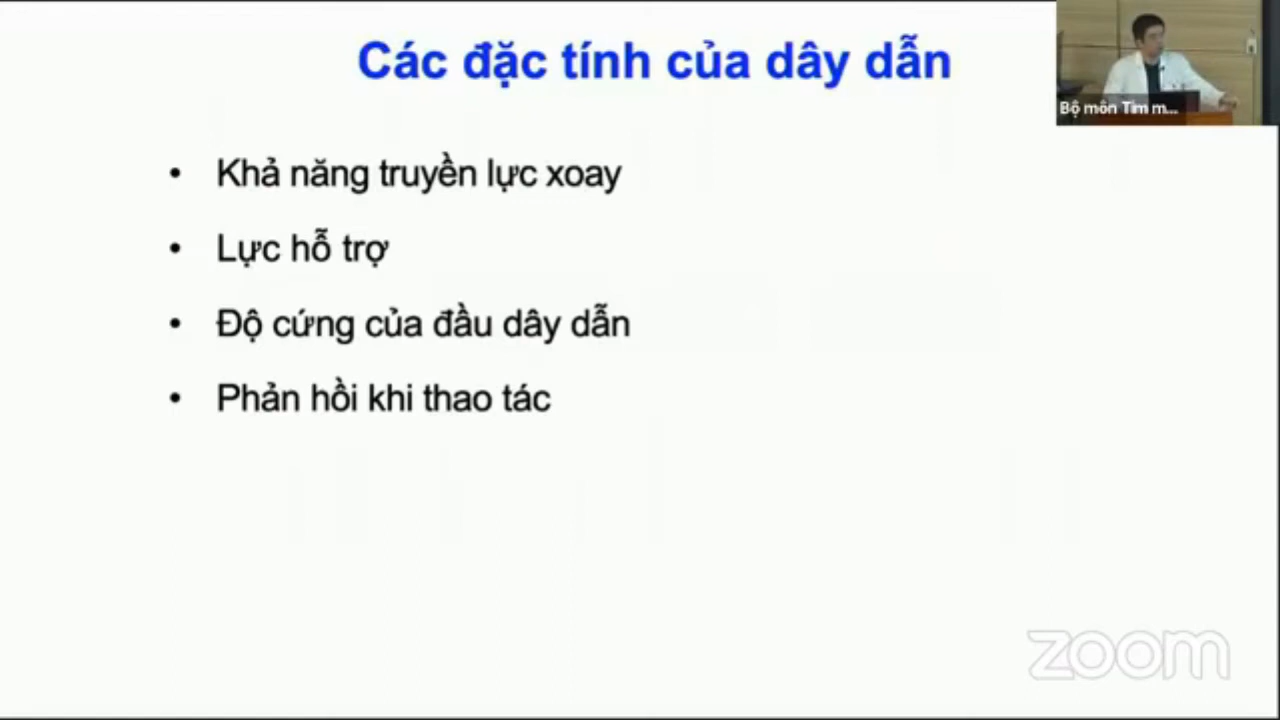 Các đặc tính của dây dẫn
Bộ môn Tim m...
• Khả năng truyền lực xoay
• Lực hỗ trợ
• Độ cứng của đầu dây dẫn
• Phản hồi khi thao tác
zoom